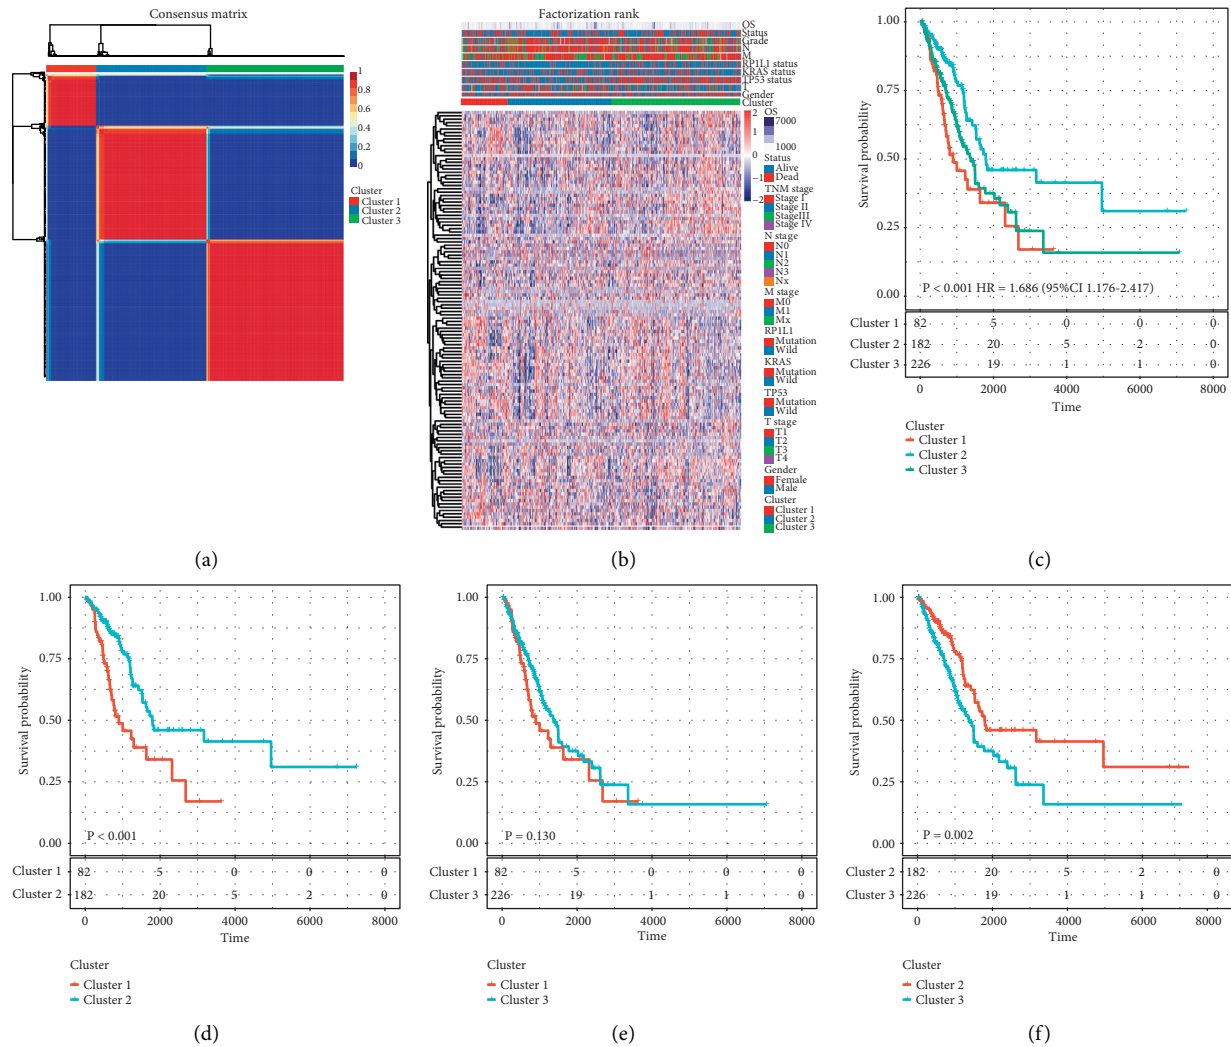 Consensus matrix
1
0.8
0.6
0.4
0.2
0
Cluster
Cluster 1
Cluster 2
Cluster 3
(a)
Factorization rank
OS
Status
Grade
N
M
RP1L1 status
KRAS status
TP53 status
T
Gender
Cluster
2
1
0
−1
−2
OS
7000
1000
Status
Alive
Dead
TNM stage
Stage I
Stage II
StageIII
Stage IV
N stage
N0
N1
N2
N3
Nx
M stage
M0
M1
Mx
RP1L1
Mutation
Wild
KRAS
Mutation
Wild
TP53
Mutation
Wild
T stage
T1
T2
T3
T4
Gender
Female
Male
Cluster
Cluster 1
Cluster 2
Cluster 3
(b)
Survival probability
1.00
0.75
0.50
0.25
0.00
P < 0.001 HR = 1.686 (95%CI 1.176-2.417)
Cluster 1 82 5 0 0 0
Cluster 2 182 20 5 2 0
Cluster 3 226 19 1 1 0
0 2000 4000 6000 8000
Time
Cluster
Cluster 1
Cluster 2
Cluster 3
(c)
Survival probability
1.00
0.75
0.50
0.25
0.00
P < 0.001
Cluster 1 82 5 0 0 0
Cluster 2 182 20 5 2 0
0 2000 4000 6000 8000
Time
Cluster
Cluster 1
Cluster 2
(d)
Survival probability
1.00
0.75
0.50
0.25
0.00
P = 0.130
Cluster 1 82 5 0 0 0
Cluster 3 226 19 1 1 0
0 2000 4000 6000 8000
Time
Cluster
Cluster 1
Cluster 3
(e)
Survival probability
1.00
0.75
0.50
0.25
0.00
P = 0.002
Cluster 2 182 20 5 2 0
Cluster 3 226 19 1 1 0
0 2000 4000 6000 8000
Time
Cluster
Cluster 2
Cluster 3
(f)